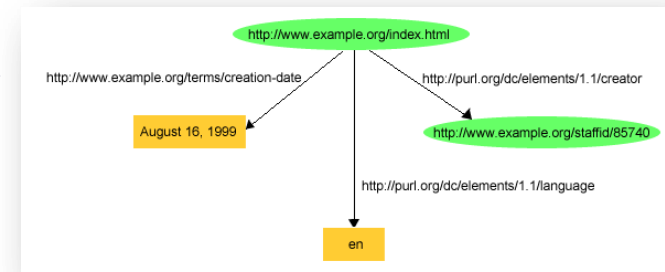 http://www.example.org/index.html
http://www.example.org/terms/creation-date
http://purl.org/dc/elements/1.1/creator
August 16, 1999
http://www.example.org/staffid/85740
http://purl.org/dc/elements/1.1/language
en